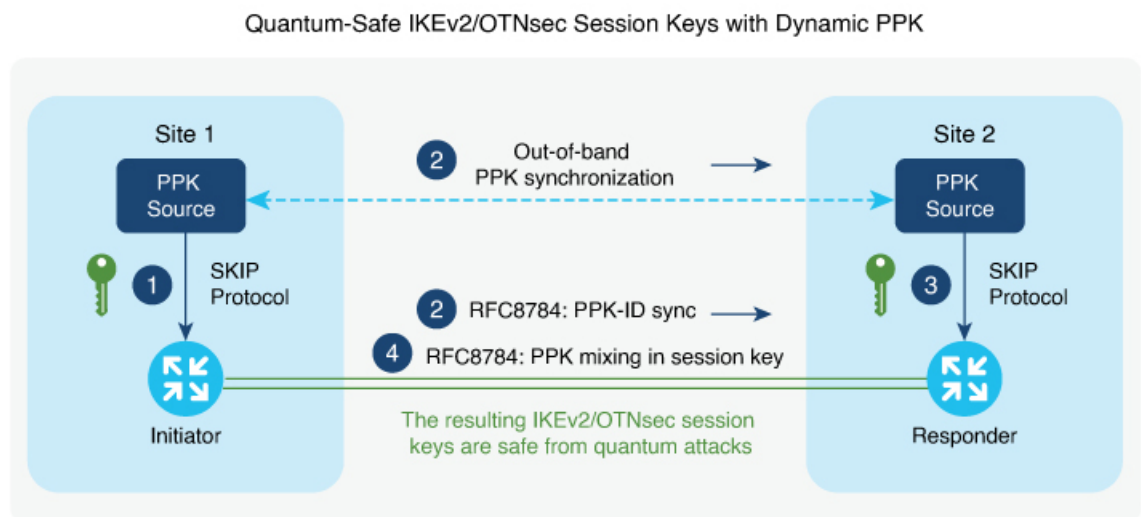 Quantum-Safe IKEv2/OTNsec Session Keys with Dynamic PPK
Site 1
PPK
Source
1
SKIP
Protocol
Initiator
2
Out-of-band
PPK synchronization
2
RFC8784: PPK-ID sync
4
RFC8784: PPK mixing in session key
The resulting IKEv2/OTNsec session
keys are safe from quantum attacks
Site 2
PPK
Source
3
SKIP
Protocol
Responder